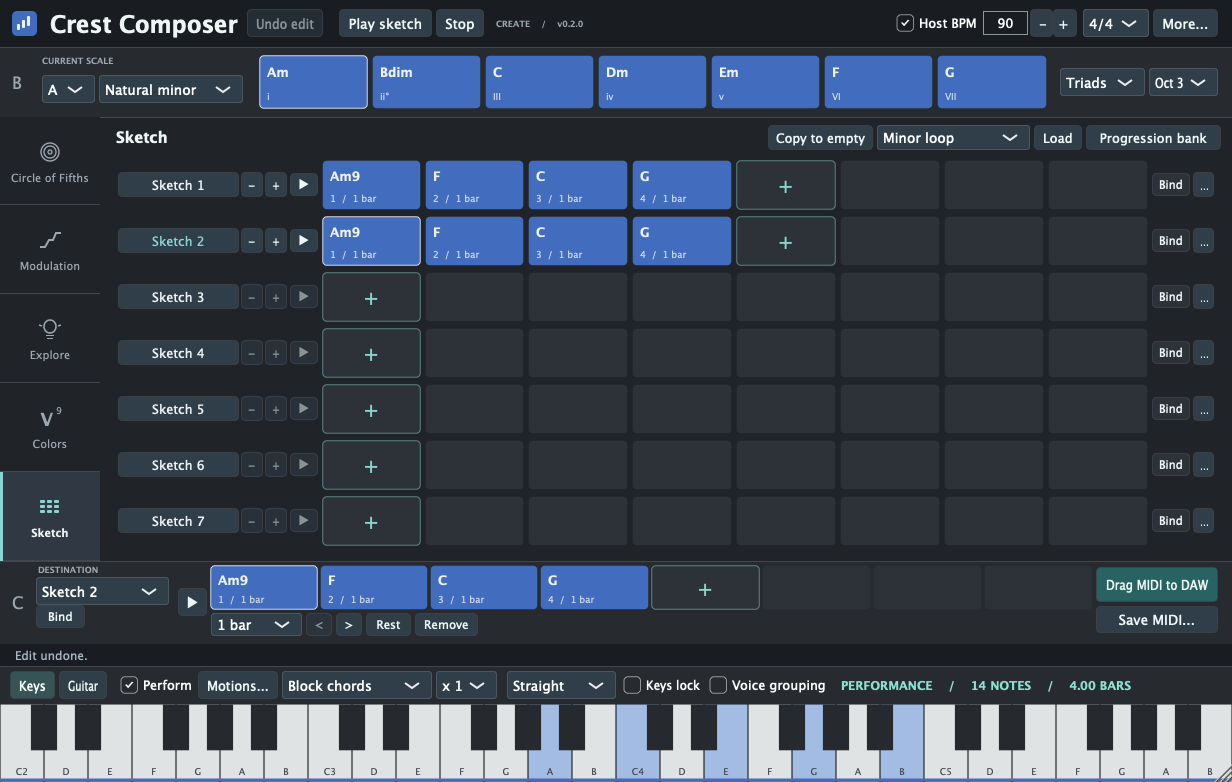 Crest Composer Undo edit Play sketch Stop CREATE / v0.2.0 Host BPM 90 - + 4/4 More...
CURRENT SCALE
B A Natural minor Am Bdim C Dm Em F G Triads Oct 3
i ii° III iv v VI VII
Sketch Copy to empty Minor loop Load Progression bank
Circle of Fifths
Modulation
Explore
V9
Colors
Sketch
Sketch 1 - + Am9 F C G + Bind ...
1 / 1 bar 2 / 1 bar 3 / 1 bar 4 / 1 bar
Sketch 2 - + Am9 F C G + Bind ...
1 / 1 bar 2 / 1 bar 3 / 1 bar 4 / 1 bar
Sketch 3 - + + Bind ...
Sketch 4 - + + Bind ...
Sketch 5 - + + Bind ...
Sketch 6 - + + Bind ...
Sketch 7 - + + Bind ...
DESTINATION
C Sketch 2 Am9 F C G + Drag MIDI to DAW
1 / 1 bar 2 / 1 bar 3 / 1 bar 4 / 1 bar
Bind 1 bar < > Rest Remove Save MIDI...
Edit undone.
Keys Guitar Perform Motions... Block chords x 1 Straight Keys lock Voice grouping PERFORMANCE / 14 NOTES / 4.00 BARS
C2 D E F G A B C3 D E F G A B C4 D E F G A B C5 D E F G A B